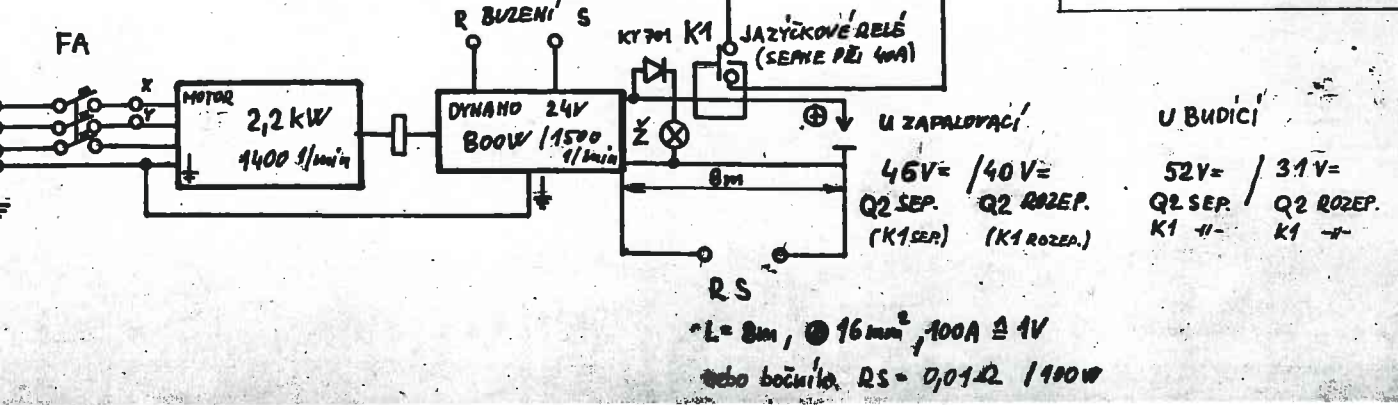 FA
X
Y
MOTOR
2,2 kW
1400 1/min
R BUZENÍ S
DYNAMO 24V
800W / 1500
1/min
KY701
Ž
K1 JAZÝČKOVÉ RELÉ
(SEPNE PŘI 40A)
8m
U ZAPALOVACÍ
46V= / 40V=
Q2 SEP. Q2 ROZEP.
(K1 SEP.) (K1 ROZEP.)
U BUDÍCÍ
52V= / 31V=
Q2 SEP. Q2 ROZEP.
K1 -||- K1 -||-
RS
L= 8m, 16mm², 100A ≙ 1V
nebo bočník RS = 0,01Ω /100W